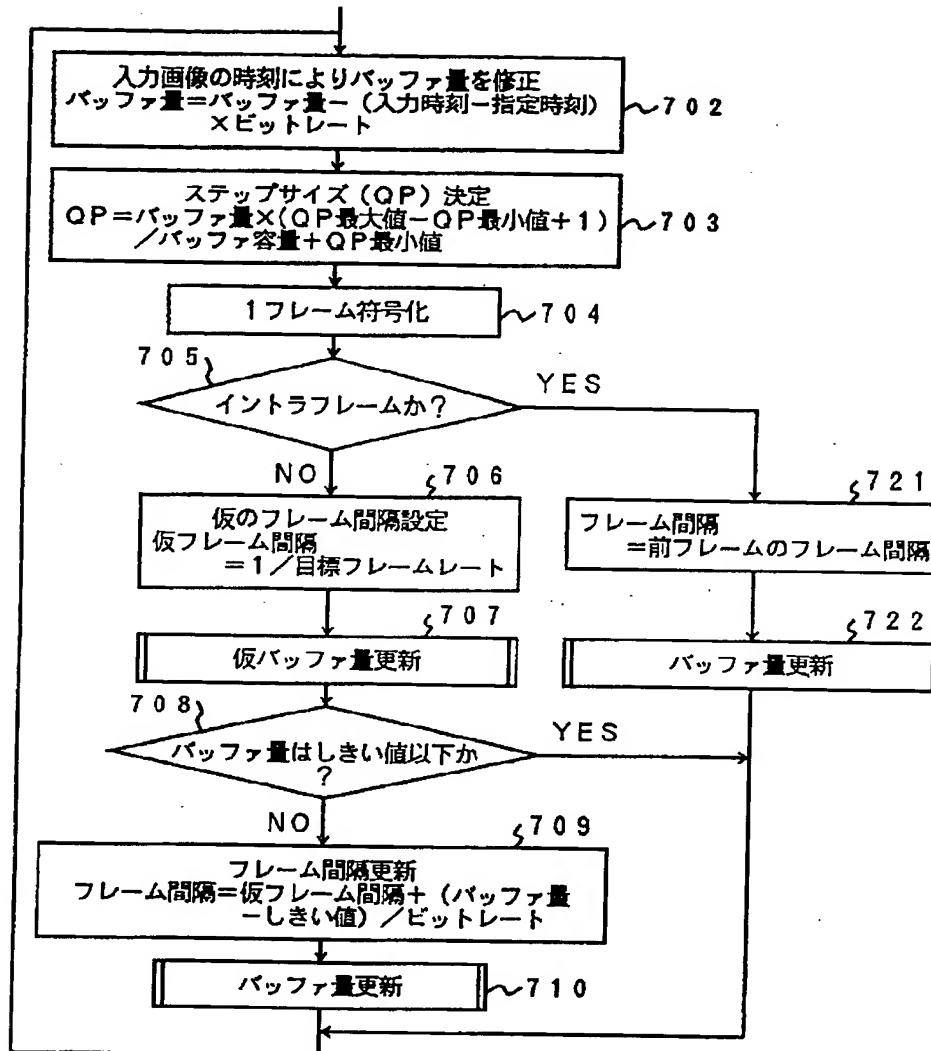 入力画像の時刻によりバッファ量を修正
バッファ量=バッファ量-(入力時刻-指定時刻)
×ビットレート
702
ステップサイズ(QP)決定
QP=バッファ量×(QP最大値-QP最小値+1)
/バッファ容量+QP最小値
703
1フレーム符号化
704
705
イントラフレームか?
YES
NO
706
仮のフレーム間隔設定
仮フレーム間隔
=1/目標フレームレート
721
フレーム間隔
=前フレームのフレーム間隔
707
仮バッファ量更新
722
バッファ量更新
708
バッファ量はしきい値以下か
?
YES
NO
709
フレーム間隔更新
フレーム間隔=仮フレーム間隔+(バッファ量
-しきい値)/ビットレート
バッファ量更新
710